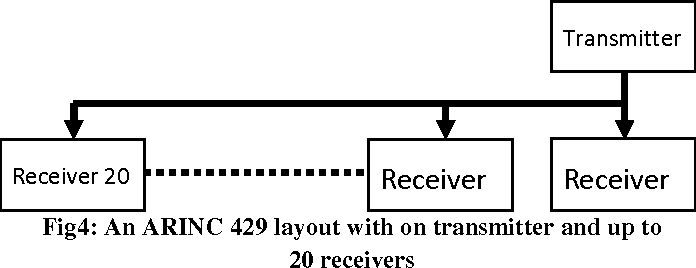 Transmitter
Receiver 20
Receiver
Receiver
Fig4: An ARINC 429 layout with on transmitter and up to
20 receivers